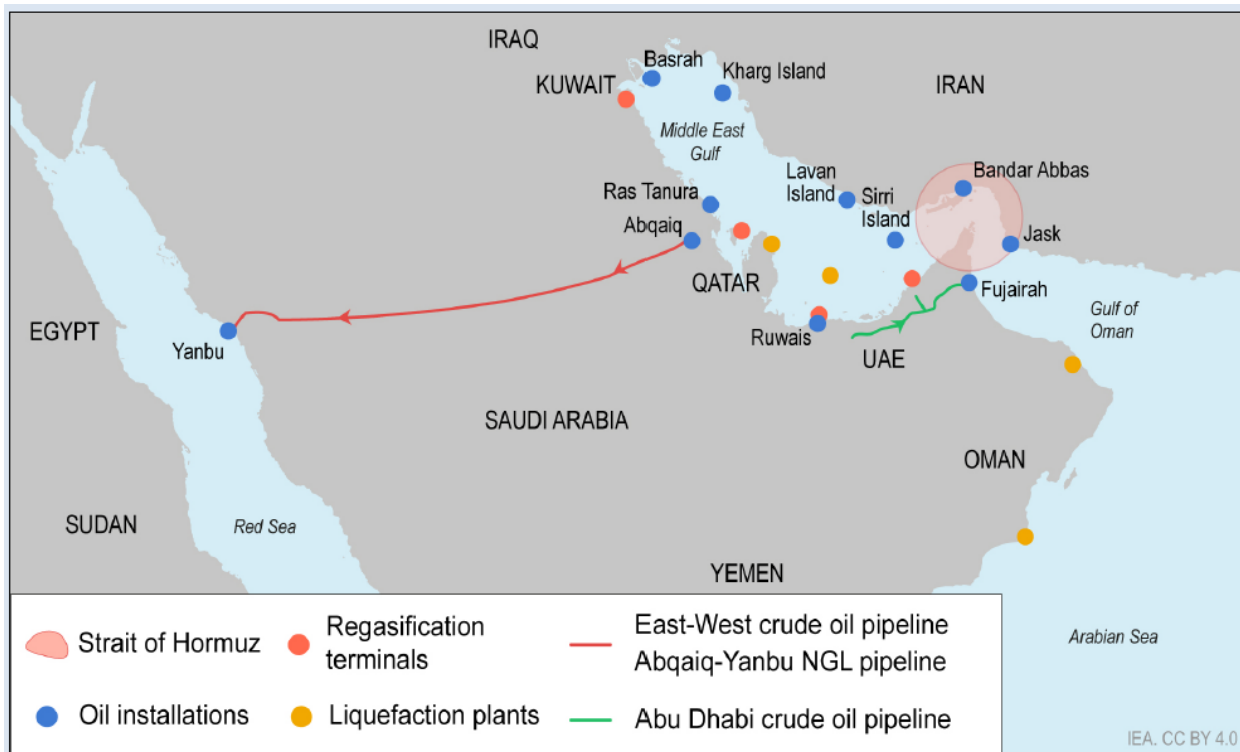 IRAQ
Basrah
Kharg Island
KUWAIT
IRAN
Middle East
Gulf
Bandar Abbas
Lavan
Island
Sirri
Island
Ras Tanura
Abqaiq
Jask
QATAR
Fujairah
EGYPT
Yanbu
Ruwais
UAE
Gulf of
Oman
SAUDI ARABIA
OMAN
SUDAN
Red Sea
YEMEN
Arabian Sea
Strait of Hormuz
Regasification
terminals
East-West crude oil pipeline
Abqaiq-Yanbu NGL pipeline
Oil installations
Liquefaction plants
Abu Dhabi crude oil pipeline
IEA. CC BY 4.0